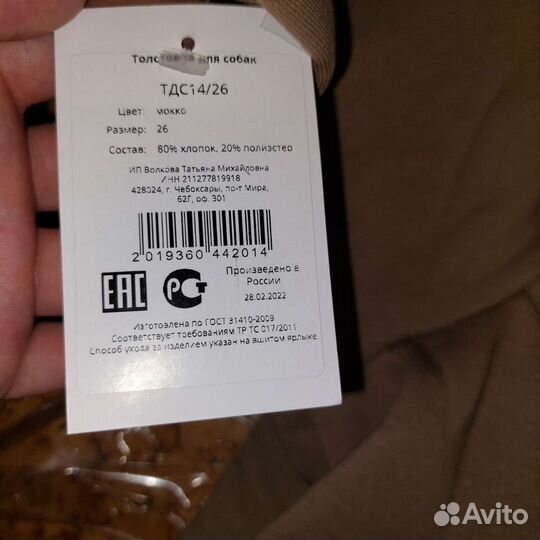 Толстовка для собак
ТДС14/26
Цвет: мокко
Размер: 26
Состав: 80% хлопок, 20% полиэстер
ИП Волкова Татьяна Михайловна
ИНН 211277819918
428024, г. Чебоксары, пр-т Мира,
62Г, оф. 301
2 019360 442014
ЕАС РСТ Произведено в
России
28.02.2022
Изготовлена по ГОСТ 31410-2009
Соответствует требованиям ТР ТС 017/2011
Способ ухода за изделием указан на вшитом ярлыке
Avito